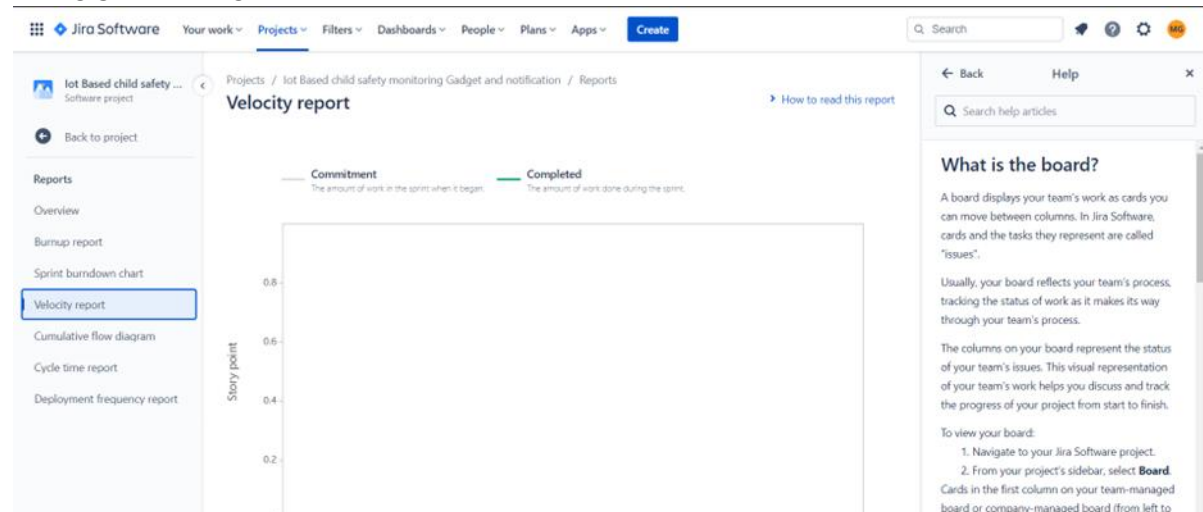 Jira Software Your work Projects Filters Dashboards People Plans Apps Create Search MG
Iot Based child safety ...
Software project
Back to project
Reports
Overview
Burnup report
Sprint burndown chart
Velocity report
Cumulative flow diagram
Cycle time report
Deployment frequency report
Projects / Iot Based child safety monitoring Gadget and notification / Reports
Velocity report
How to read this report
Commitment
The amount of work in the sprint when it began.
Completed
The amount of work done during the sprint.
Story point
0.8
0.6
0.4
0.2
Back Help
Search help articles
What is the board?
A board displays your team's work as cards you
can move between columns. In Jira Software,
cards and the tasks they represent are called
"issues".
Usually, your board reflects your team's process,
tracking the status of work as it makes its way
through your team's process.
The columns on your board represent the status
of your team's issues. This visual representation
of your team's work helps you discuss and track
the progress of your project from start to finish.
To view your board:
1. Navigate to your Jira Software project.
2. From your project's sidebar, select Board.
Cards in the first column on your team-managed
board or company-managed board (from left to